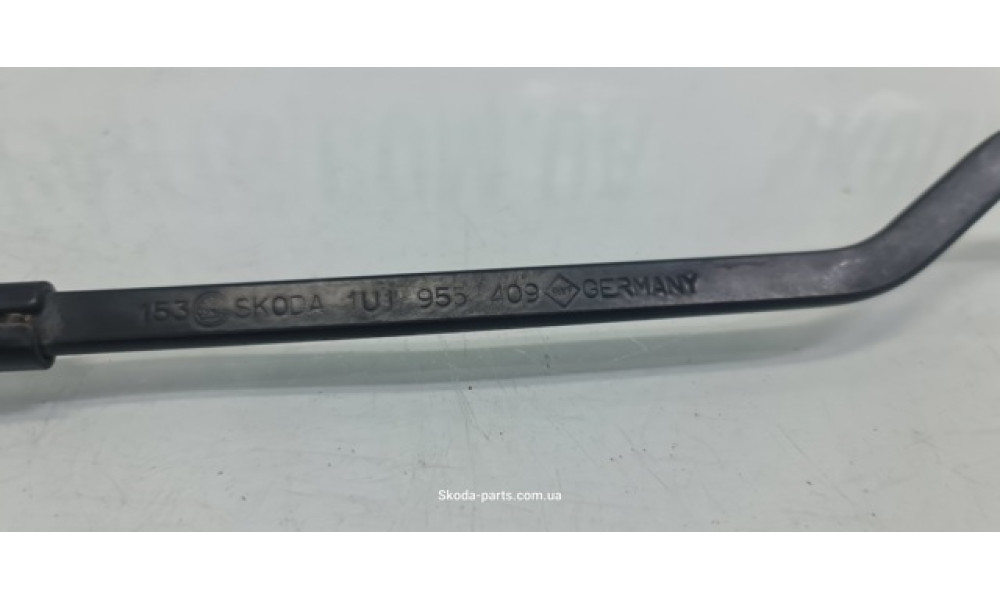 153 SKODA 1U1 955 409 GERMANY
Skoda-parts.com.ua